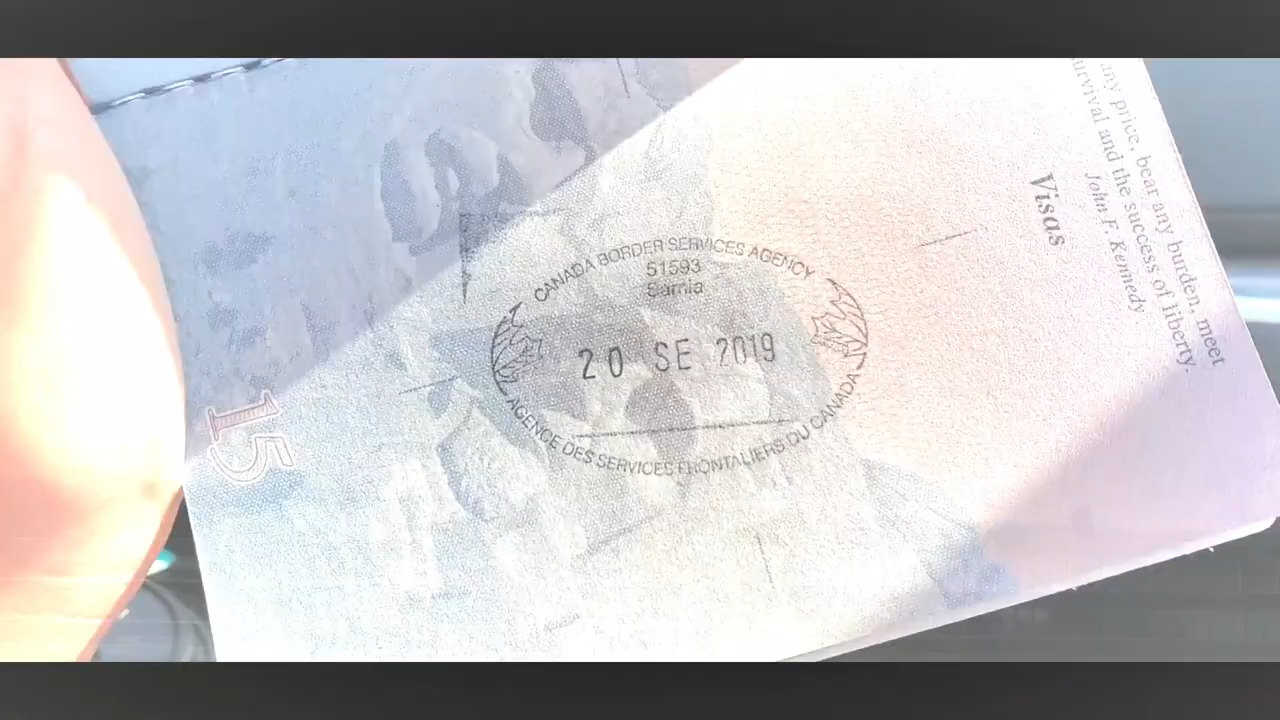 any price, bear any burden, meet
survival and the success of liberty.
John F. Kennedy
Visas
CANADA BORDER SERVICES AGENCY
51593
Sarnia
20 SE 2019
AGENCE DES SERVICES FRONTALIERS DU CANADA
15